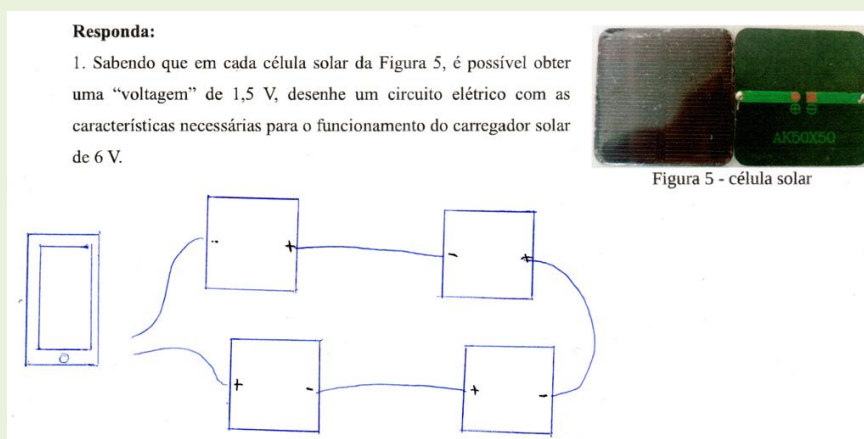 Responda:
1. Sabendo que em cada célula solar da Figura 5, é possível obter
uma “voltagem” de 1,5 V, desenhe um circuito elétrico com as
características necessárias para o funcionamento do carregador solar
de 6 V.
⊕ ⊖
AK50X50
Figura 5 - célula solar
- + - +
+ - + -